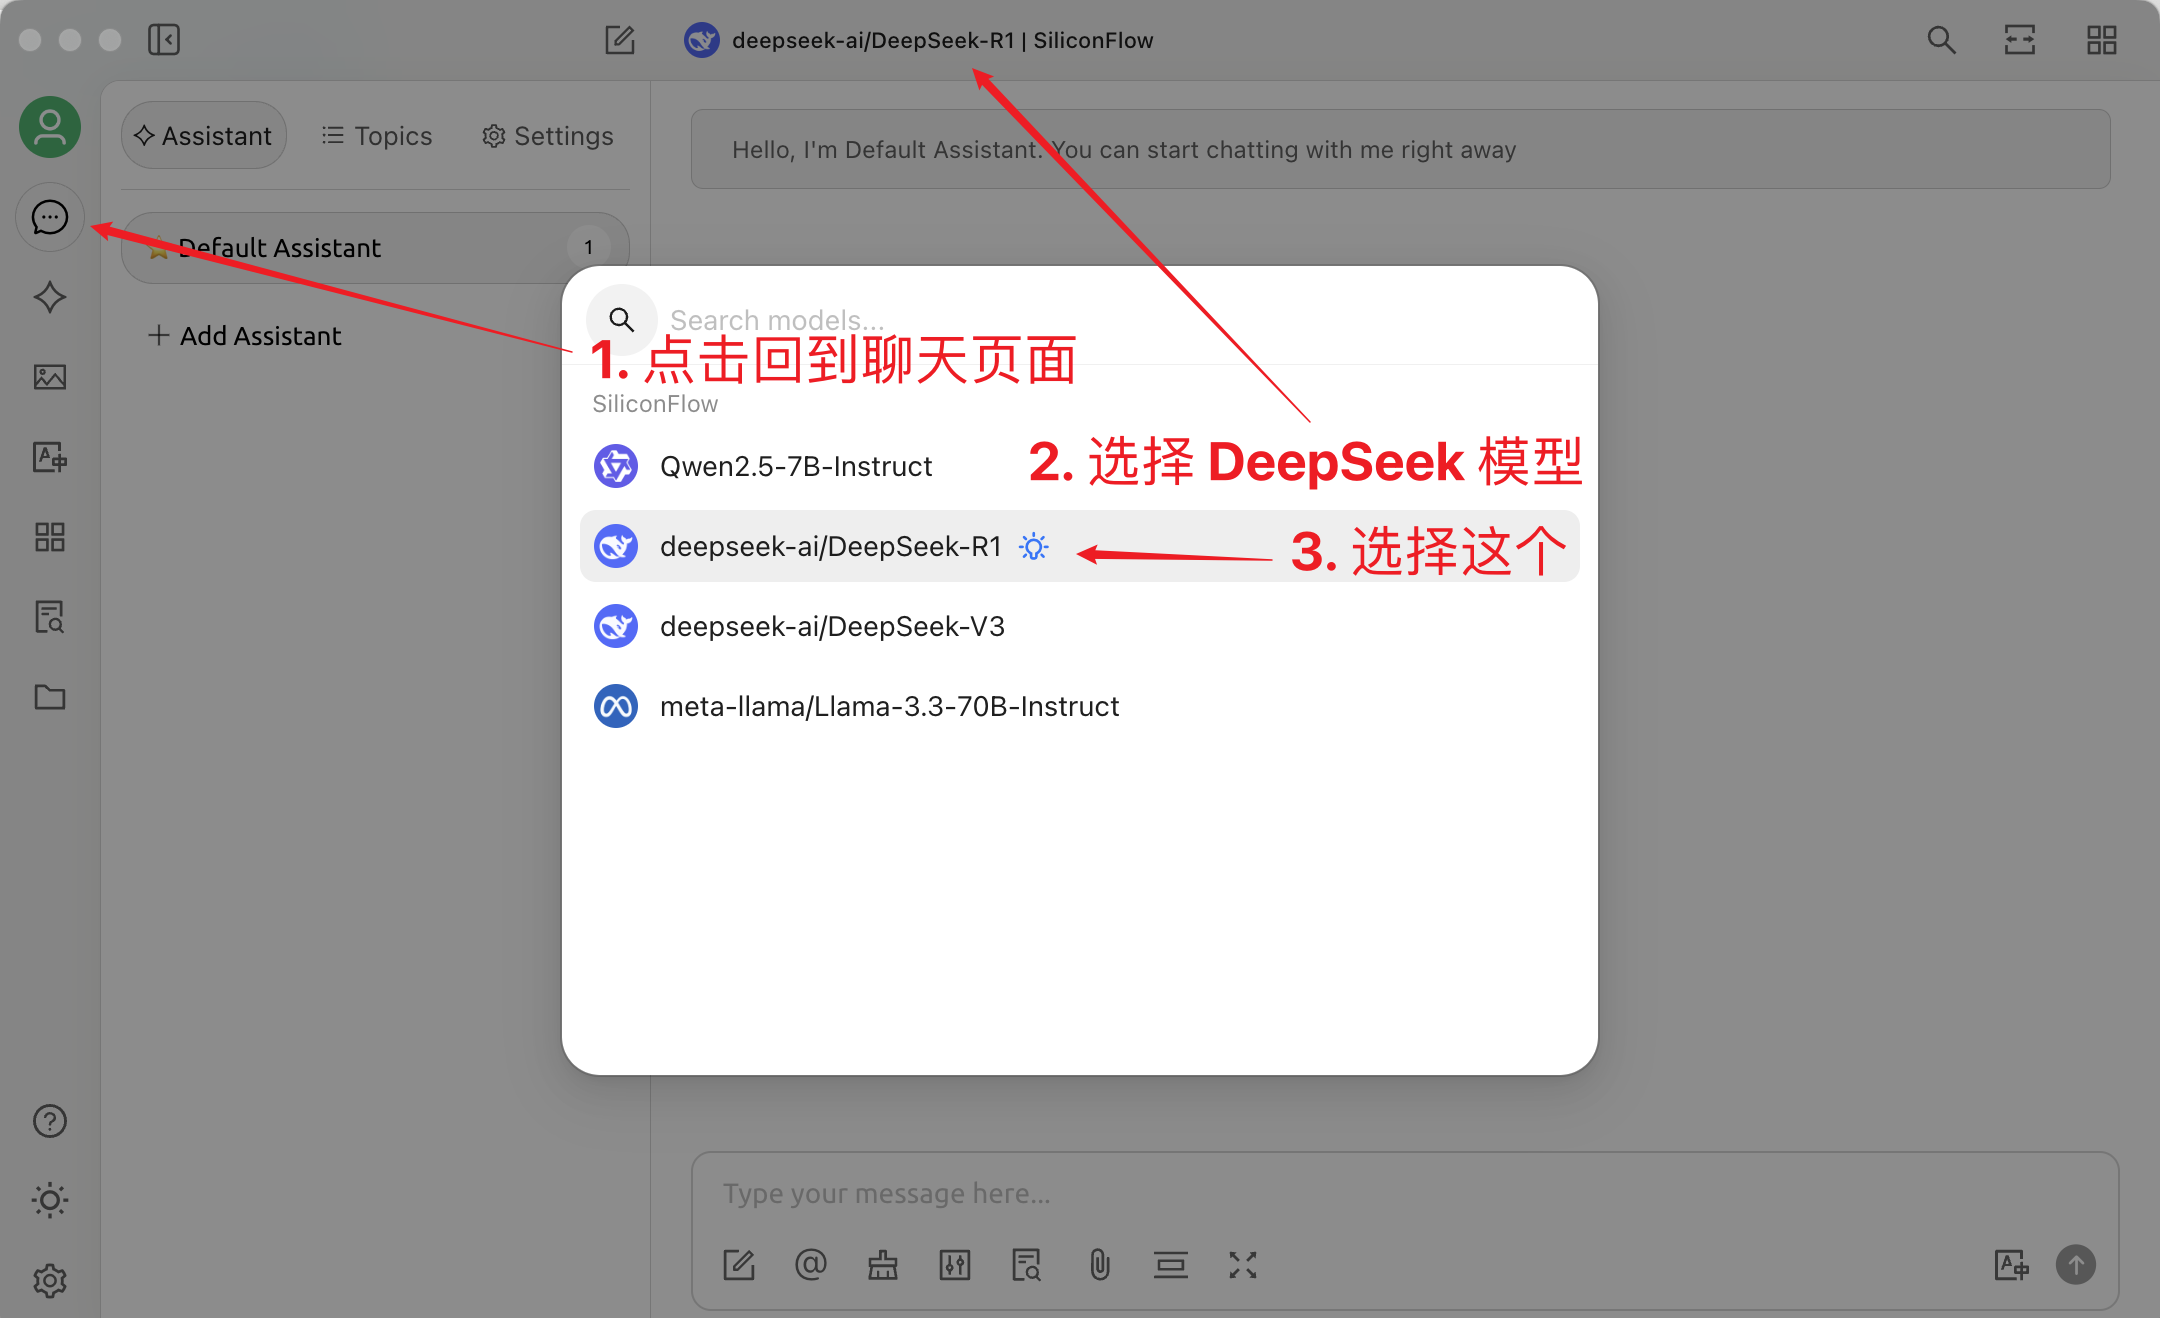 deepseek-ai/DeepSeek-R1 | SiliconFlow
Assistant
Topics
Settings
Hello, I'm Default Assistant. You can start chatting with me right away
Default Assistant
1
Add Assistant
Search models...
1. 点击回到聊天页面
SiliconFlow
2. 选择 DeepSeek 模型
Qwen2.5-7B-Instruct
deepseek-ai/DeepSeek-R1
3. 选择这个
deepseek-ai/DeepSeek-V3
meta-llama/Llama-3.3-70B-Instruct
Type your message here...